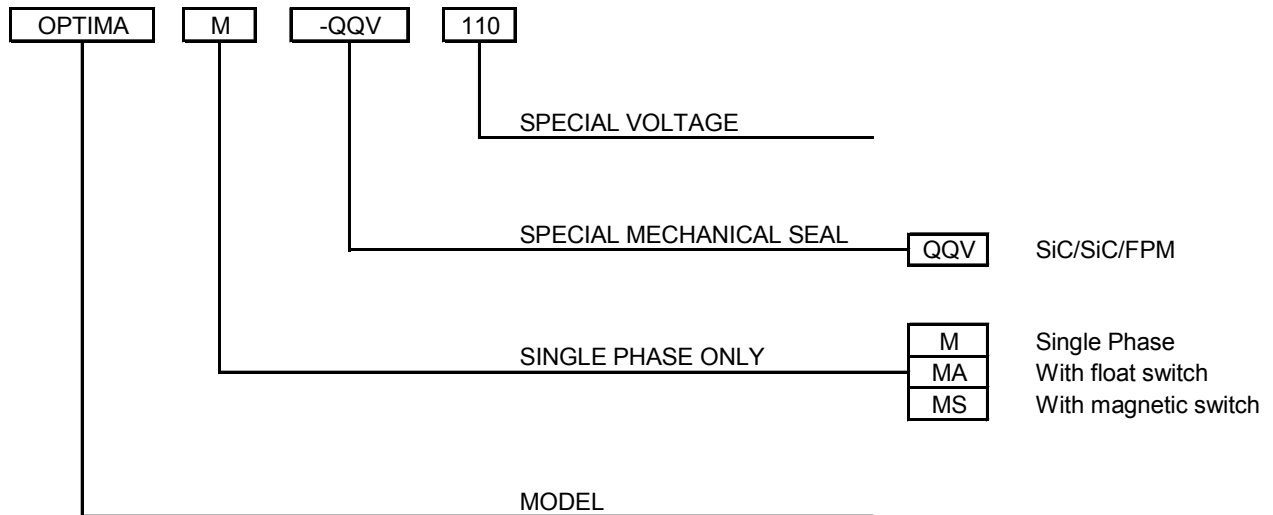 OPTIMA M -QQV 110
SPECIAL VOLTAGE
SPECIAL MECHANICAL SEAL QQV SiC/SiC/FPM
SINGLE PHASE ONLY M Single Phase
MA With float switch
MS With magnetic switch
MODEL